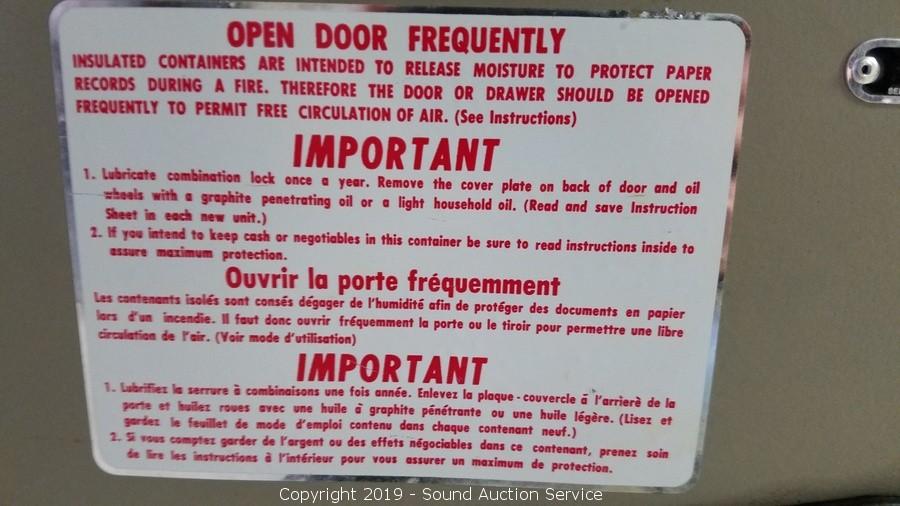 OPEN DOOR FREQUENTLY
INSULATED CONTAINERS ARE INTENDED TO RELEASE MOISTURE TO PROTECT PAPER
RECORDS DURING A FIRE. THEREFORE THE DOOR OR DRAWER SHOULD BE OPENED
FREQUENTLY TO PERMIT FREE CIRCULATION OF AIR. (See Instructions)
IMPORTANT
1. Lubricate combination lock once a year. Remove the cover plate on back of door and oil
wheels with a graphite penetrating oil or a light household oil. (Read and save Instruction
Sheet in each new unit.)
2. If you intend to keep cash or negotiables in this container be sure to read instructions inside to
assure maximum protection.
Ouvrir la porte fréquemment
Les contenants isolés sont consés dégager de l'humidité afin de protéger des documents en papier
lors d'un incendie. Il faut donc ouvrir fréquemment la porte ou le tiroir pour permettre une libre
circulation de l'air. (Voir mode d'utilisation)
IMPORTANT
1. Lubrifiez la serrure à combinaisons une fois année. Enlevez la plaque-couvercle á l'arrierè de la
porte et huilez roues avec une huile à graphite pénétrante ou une huile légère. (Lisez et
gardez le feuillet de mode d'emploi contenu dans chaque contenant neuf.)
2. Si vous comptez garder de l'argent ou des effets négociables dans ce contenant, prenez soin
de lire les instructions à l'intérieur pour vous assurer un maximum de protection.
Copyright 2019 - Sound Auction Service